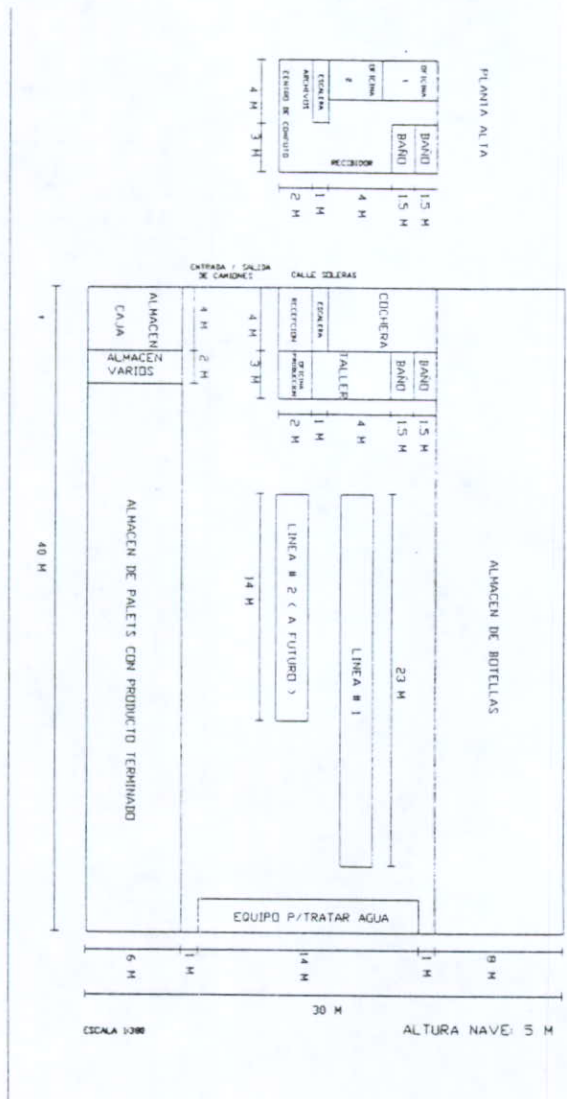 PLANTA ALTA
OFICINA
1
OFICINA
2
ESCALERA
ARCHIVOS
CENTRO DE COMPUTO
BAÑO
BAÑO
RECIBIDOR
4 M
3 M
1.5 M
1.5 M
4 M
1 M
2 M
ENTRADA / SALIDA
DE CAMIONES
CALLE SOLERAS
ALMACEN
CAJA
ALMACEN
VARIOS
4 M
2 M
4 M
3 M
RECEPCION
ESCALERA
COCHERA
OFICINA
PRODUCCION
TALLER
BAÑO
BAÑO
1.5 M
1.5 M
4 M
1 M
2 M
ALMACEN DE BOTELLAS
23 M
LINEA # 1
LINEA # 2 ( A FUTURO )
14 M
ALMACEN DE PALETS CON PRODUCTO TERMINADO
40 M
EQUIPO P/TRATAR AGUA
6 M
1 M
14 M
1 M
8 M
30 M
ESCALA
ALTURA NAVE: 5 M